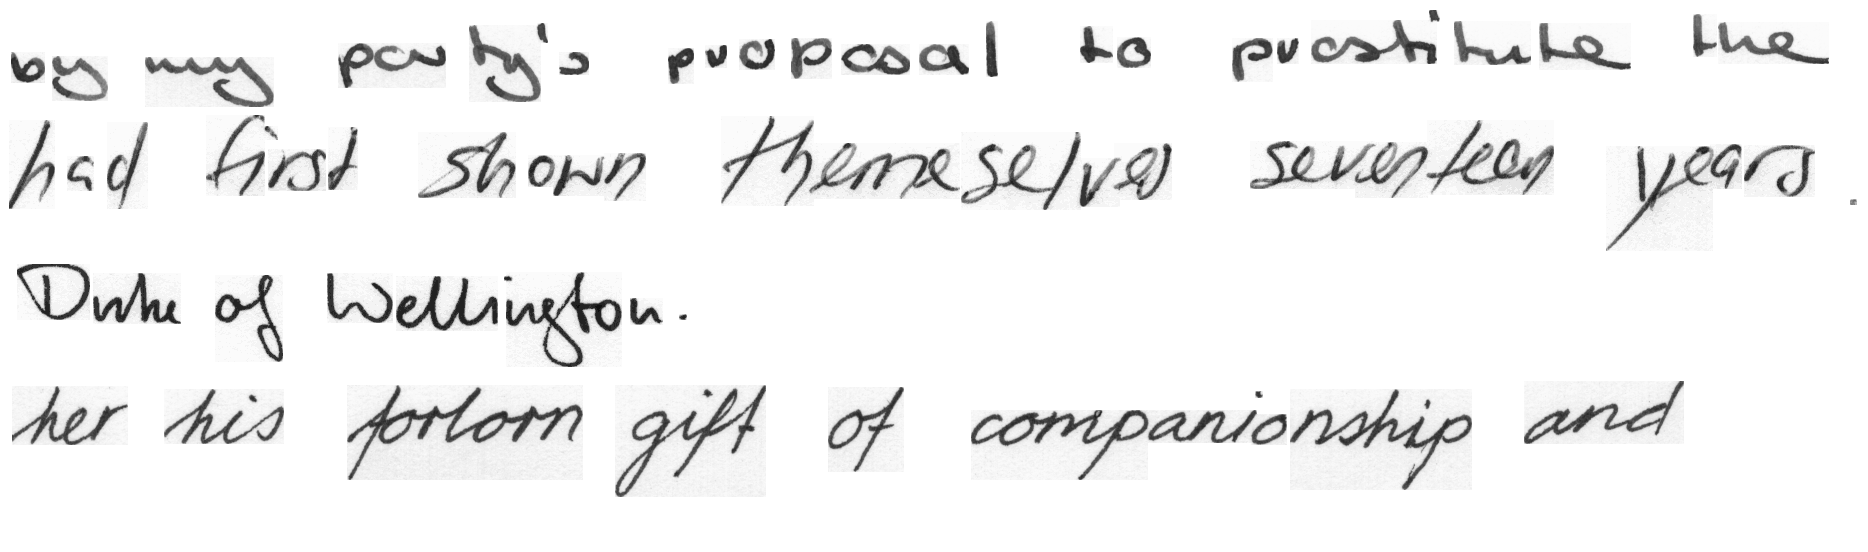 by my party's proposal to prostitute the
had first shown themeselves seventeen years.
Duke of Wellington.
her his forlorn gift of companionship and